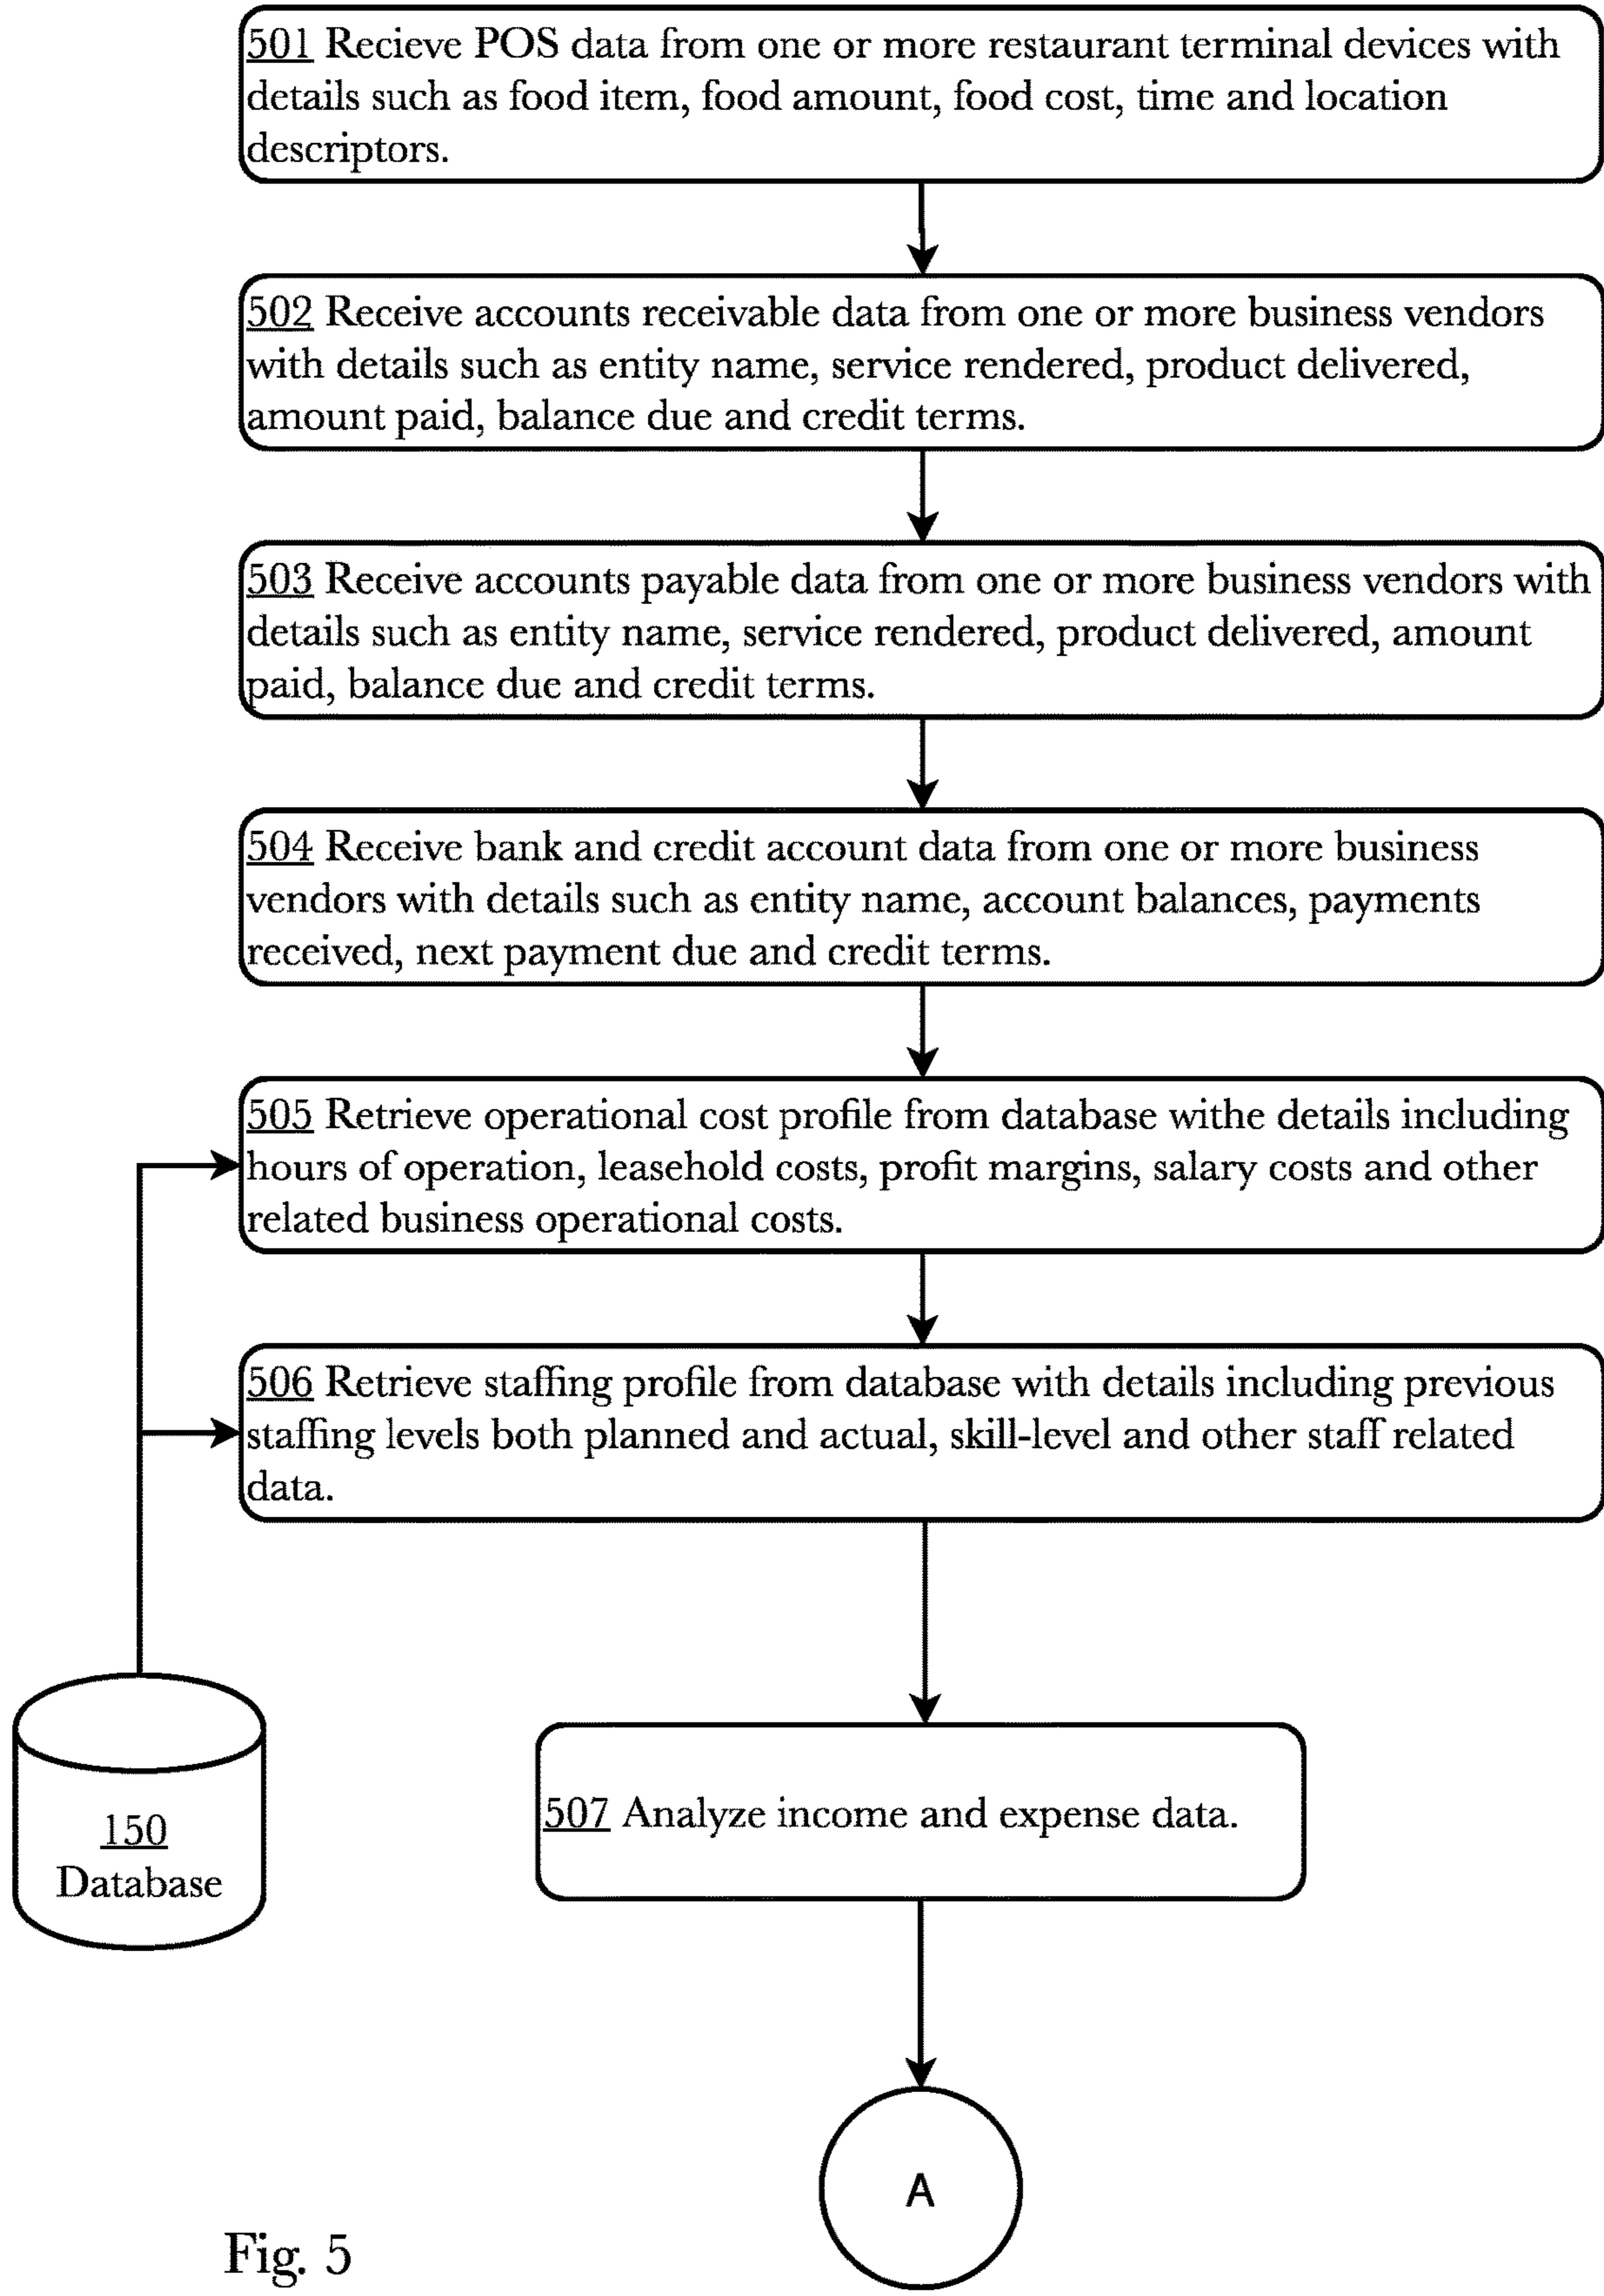 501 Recieve POS data from one or more restaurant terminal devices with
details such as food item, food amount, food cost, time and location
descriptors.
502 Receive accounts receivable data from one or more business vendors
with details such as entity name, service rendered, product delivered,
amount paid, balance due and credit terms.
503 Receive accounts payable data from one or more business vendors with
details such as entity name, service rendered, product delivered, amount
paid, balance due and credit terms.
504 Receive bank and credit account data from one or more business
vendors with details such as entity name, account balances, payments
received, next payment due and credit terms.
505 Retrieve operational cost profile from database withe details including
hours of operation, leasehold costs, profit margins, salary costs and other
related business operational costs.
506 Retrieve staffing profile from database with details including previous
staffing levels both planned and actual, skill-level and other staff related
data.
507 Analyze income and expense data.
150
Database
A
Fig. 5